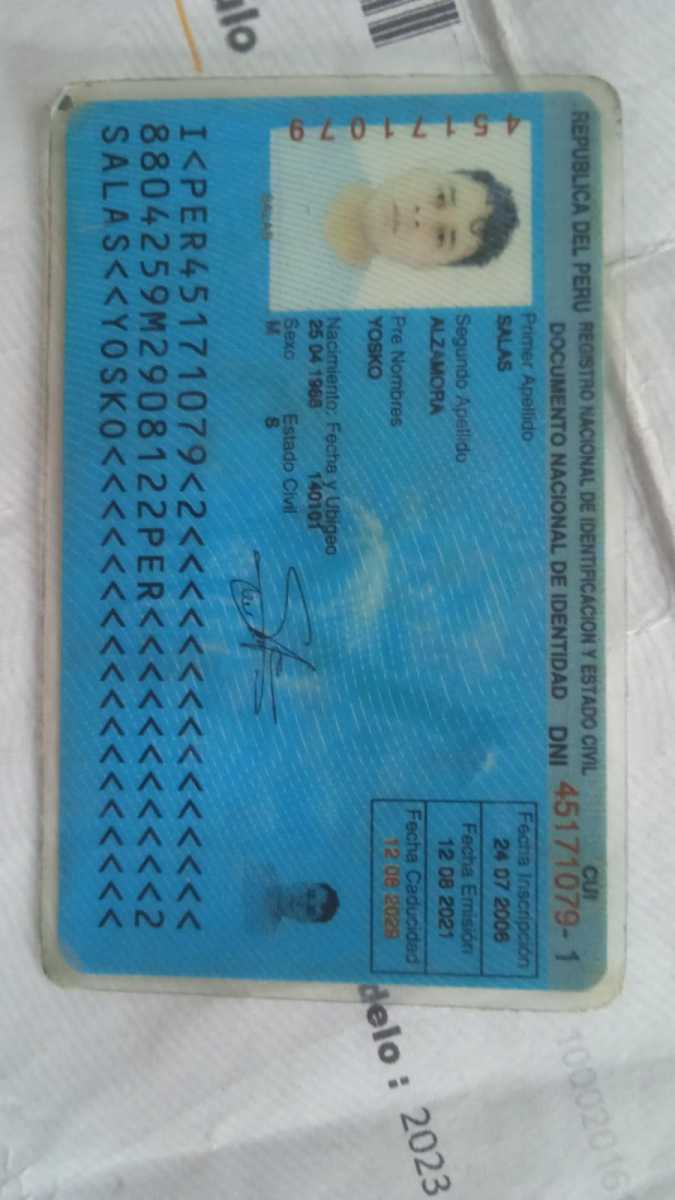 ulo
REPUBLICA DEL PERU REGISTRO NACIONAL DE IDENTIFICACION Y ESTADO CIVIL
CUI
DOCUMENTO NACIONAL DE IDENTIDAD DNI 45171079-1
45171079
SALAS
Primer Apellido
SALAS
Segundo Apellido
ALZAMORA
Pre Nombres
YOSKO
Nacimiento: Fecha y Ubigeo
25 04 1988 140101
Sexo Estado Civil
M S
Fecha Inscripción
24 07 2006
Fecha Emisión
12 08 2021
Fecha Caducidad
12 08 2029
I<PER45171079<2<<<<<<<<<<<<<<<
8804259M2908122PER<<<<<<<<<<<2
SALAS<<YOSKO<<<<<<<<<<<<<<<<<<
delo : 2023
10002016